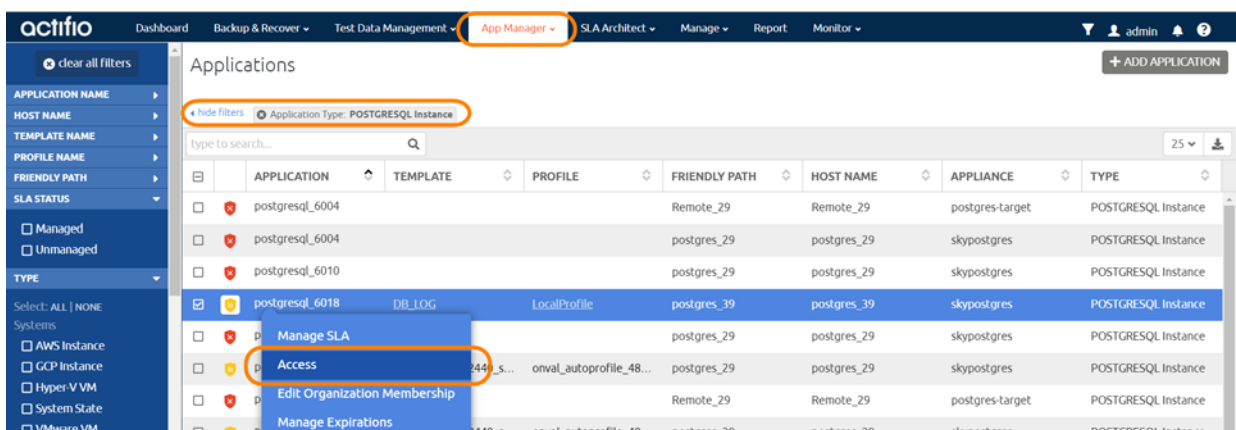 actifio Dashboard Backup & Recover Test Data Management App Manager SLA Architect Manage Report Monitor admin
clear all filters
Applications
+ ADD APPLICATION
APPLICATION NAME
HOST NAME
hide filters Application Type: POSTGRESQL Instance
TEMPLATE NAME
type to search... 25
PROFILE NAME
FRIENDLY PATH
APPLICATION TEMPLATE PROFILE FRIENDLY PATH HOST NAME APPLIANCE TYPE
SLA STATUS
postgresql_6004 Remote_29 Remote_29 postgres-target POSTGRESQL Instance
Managed
postgresql_6004 postgres_29 postgres_29 skypostgres POSTGRESQL Instance
Unmanaged
postgresql_6010 postgres_29 postgres_29 skypostgres POSTGRESQL Instance
TYPE
Select: ALL | NONE
postgresql_6018 DB_LOG LocalProfile postgres_39 postgres_39 skypostgres POSTGRESQL Instance
Systems
Manage SLA postgres_29 postgres_29 skypostgres POSTGRESQL Instance
AWS Instance
Access onval_autoprofile_48... postgres_29 postgres_29 skypostgres POSTGRESQL Instance
GCP Instance
Hyper-V VM
Edit Organization Membership Remote_29 Remote_29 postgres-target POSTGRESQL Instance
System State
Manage Expirations
VMware VM